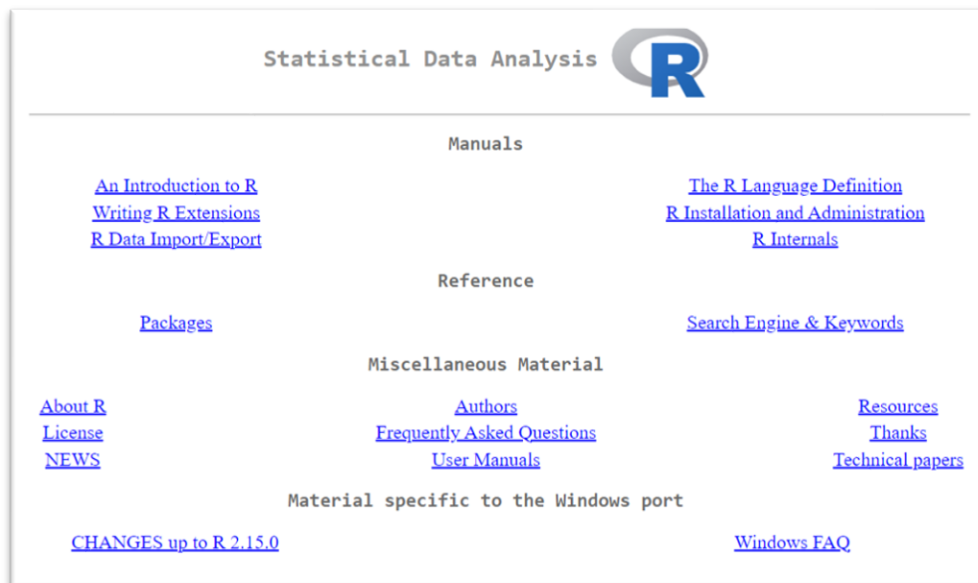 Statistical Data Analysis R
Manuals
An Introduction to R The R Language Definition
Writing R Extensions R Installation and Administration
R Data Import/Export R Internals
Reference
Packages Search Engine & Keywords
Miscellaneous Material
About R Authors Resources
License Frequently Asked Questions Thanks
NEWS User Manuals Technical papers
Material specific to the Windows port
CHANGES up to R 2.15.0 Windows FAQ